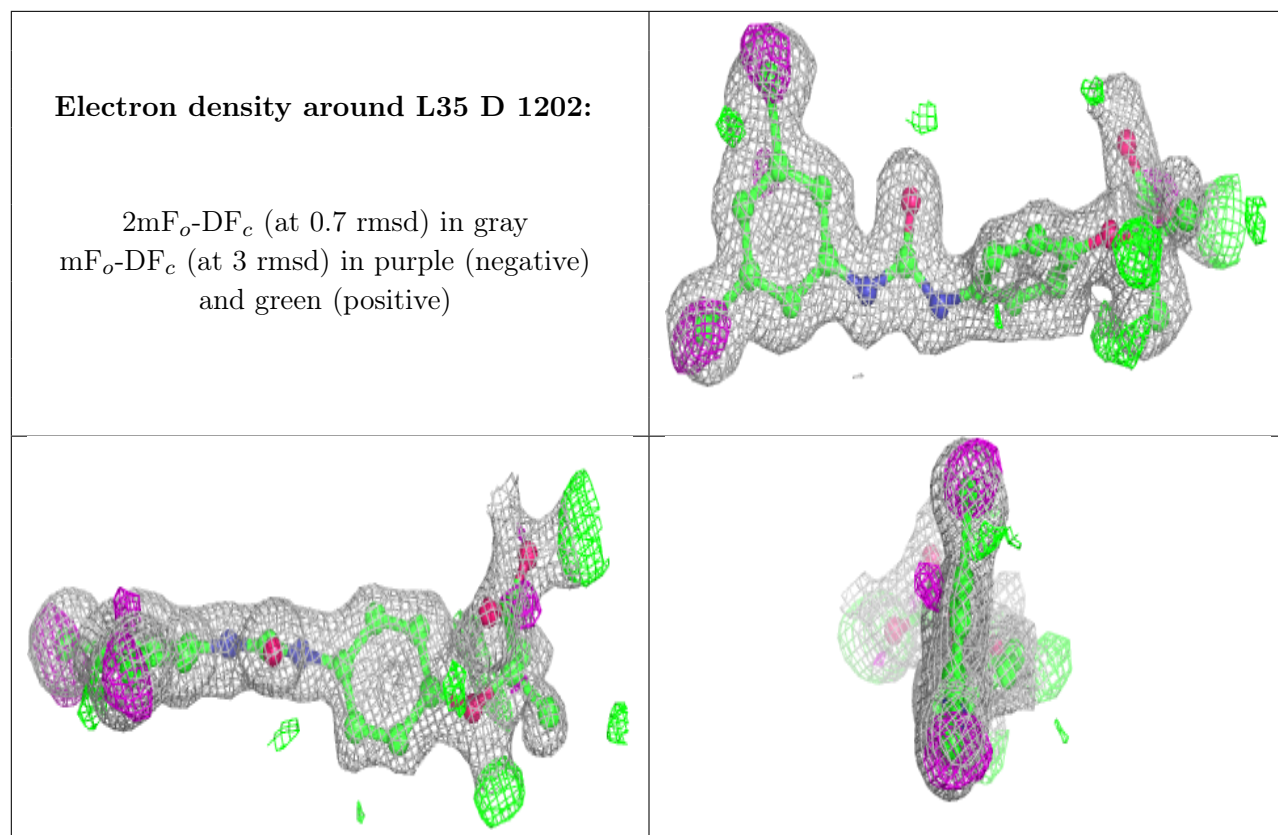 Electron density around L35 D 1202:
2mFo-DFc (at 0.7 rmsd) in gray
mFo-DFc (at 3 rmsd) in purple (negative)
and green (positive)